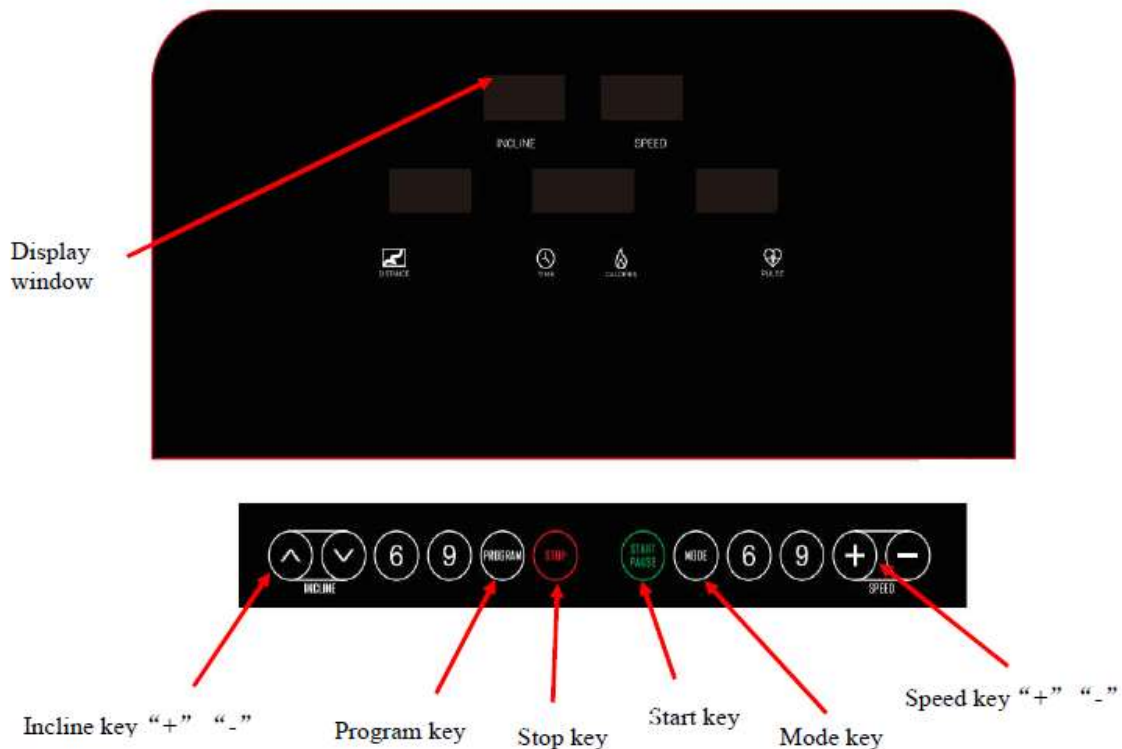 INCLINE SPEED
Display
window
DISTANCE TIME CALORIES PULSE
6 9 PROGRAM STOP START
PAUSE MODE 6 9 + −
INCLINE SPEED
Incline key “+” “-” Program key Stop key Start key Mode key Speed key “+” “-”